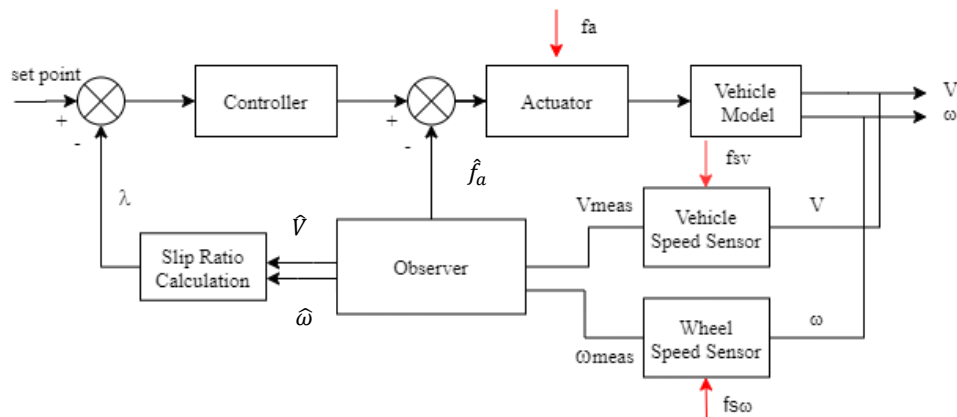 fa
set point
+
-
Controller
+
-
Actuator
Vehicle
Model
V
ω
f̂a
fsv
λ
V̂
Vmeas
Vehicle
Speed Sensor
V
Slip Ratio
Calculation
Observer
ω̂
ωmeas
Wheel
Speed Sensor
ω
fsω